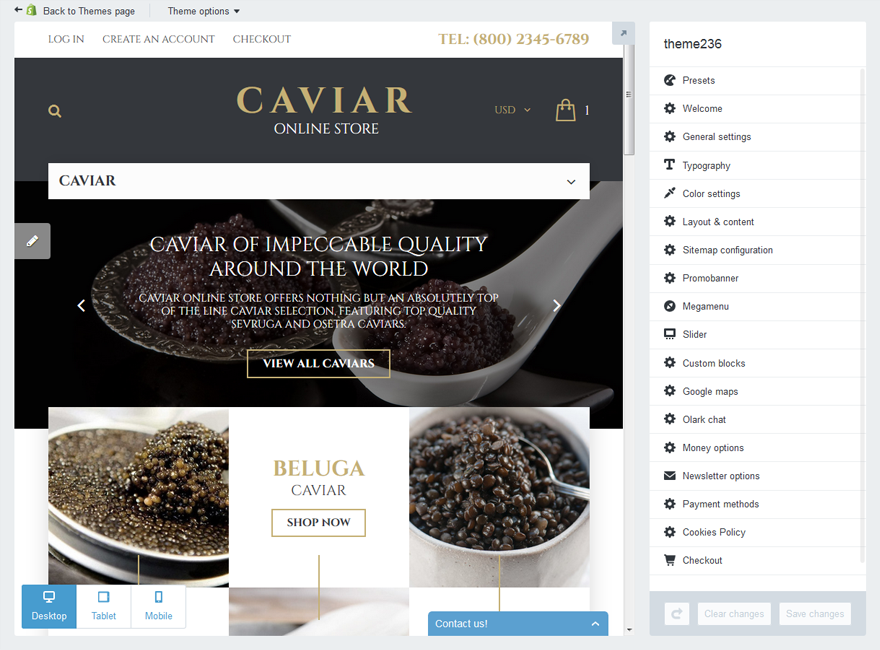 Back to Themes page
Theme options
LOG IN CREATE AN ACCOUNT CHECKOUT
TEL: (800) 2345-6789
CAVIAR
ONLINE STORE
USD
1
CAVIAR
CAVIAR OF IMPECCABLE QUALITY
AROUND THE WORLD
CAVIAR ONLINE STORE OFFERS NOTHING BUT AN ABSOLUTELY TOP
OF THE LINE CAVIAR SELECTION, FEATURING TOP QUALITY
SEVRUGA AND OSETRA CAVIARS.
VIEW ALL CAVIARS
BELUGA
CAVIAR
SHOP NOW
Desktop
Tablet
Mobile
Contact us!
theme236
Presets
Welcome
General settings
Typography
Color settings
Layout & content
Sitemap configuration
Promobanner
Megamenu
Slider
Custom blocks
Google maps
Olark chat
Money options
Newsletter options
Payment methods
Cookies Policy
Checkout
Clear changes
Save changes